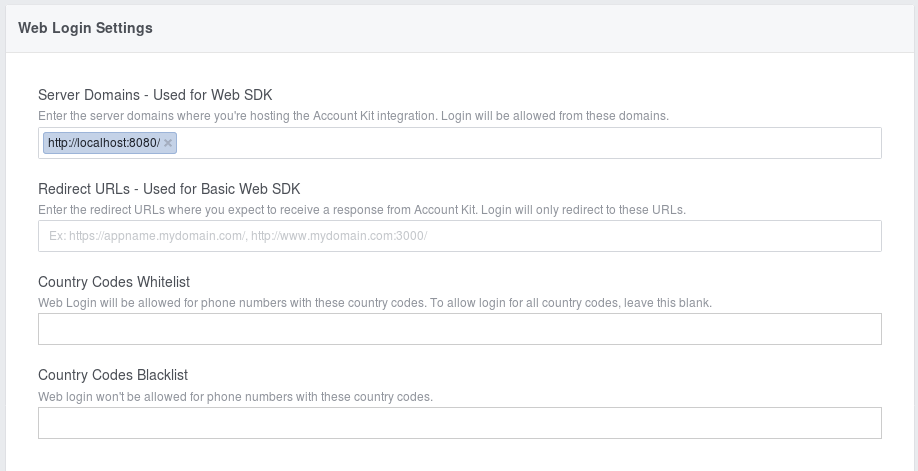 Web Login Settings
Server Domains - Used for Web SDK
Enter the server domains where you're hosting the Account Kit integration. Login will be allowed from these domains.
http://localhost:8080/ ×
Redirect URLs - Used for Basic Web SDK
Enter the redirect URLs where you expect to receive a response from Account Kit. Login will only redirect to these URLs.
Ex: https://appname.mydomain.com/, http://www.mydomain.com:3000/
Country Codes Whitelist
Web Login will be allowed for phone numbers with these country codes. To allow login for all country codes, leave this blank.
Country Codes Blacklist
Web login won't be allowed for phone numbers with these country codes.